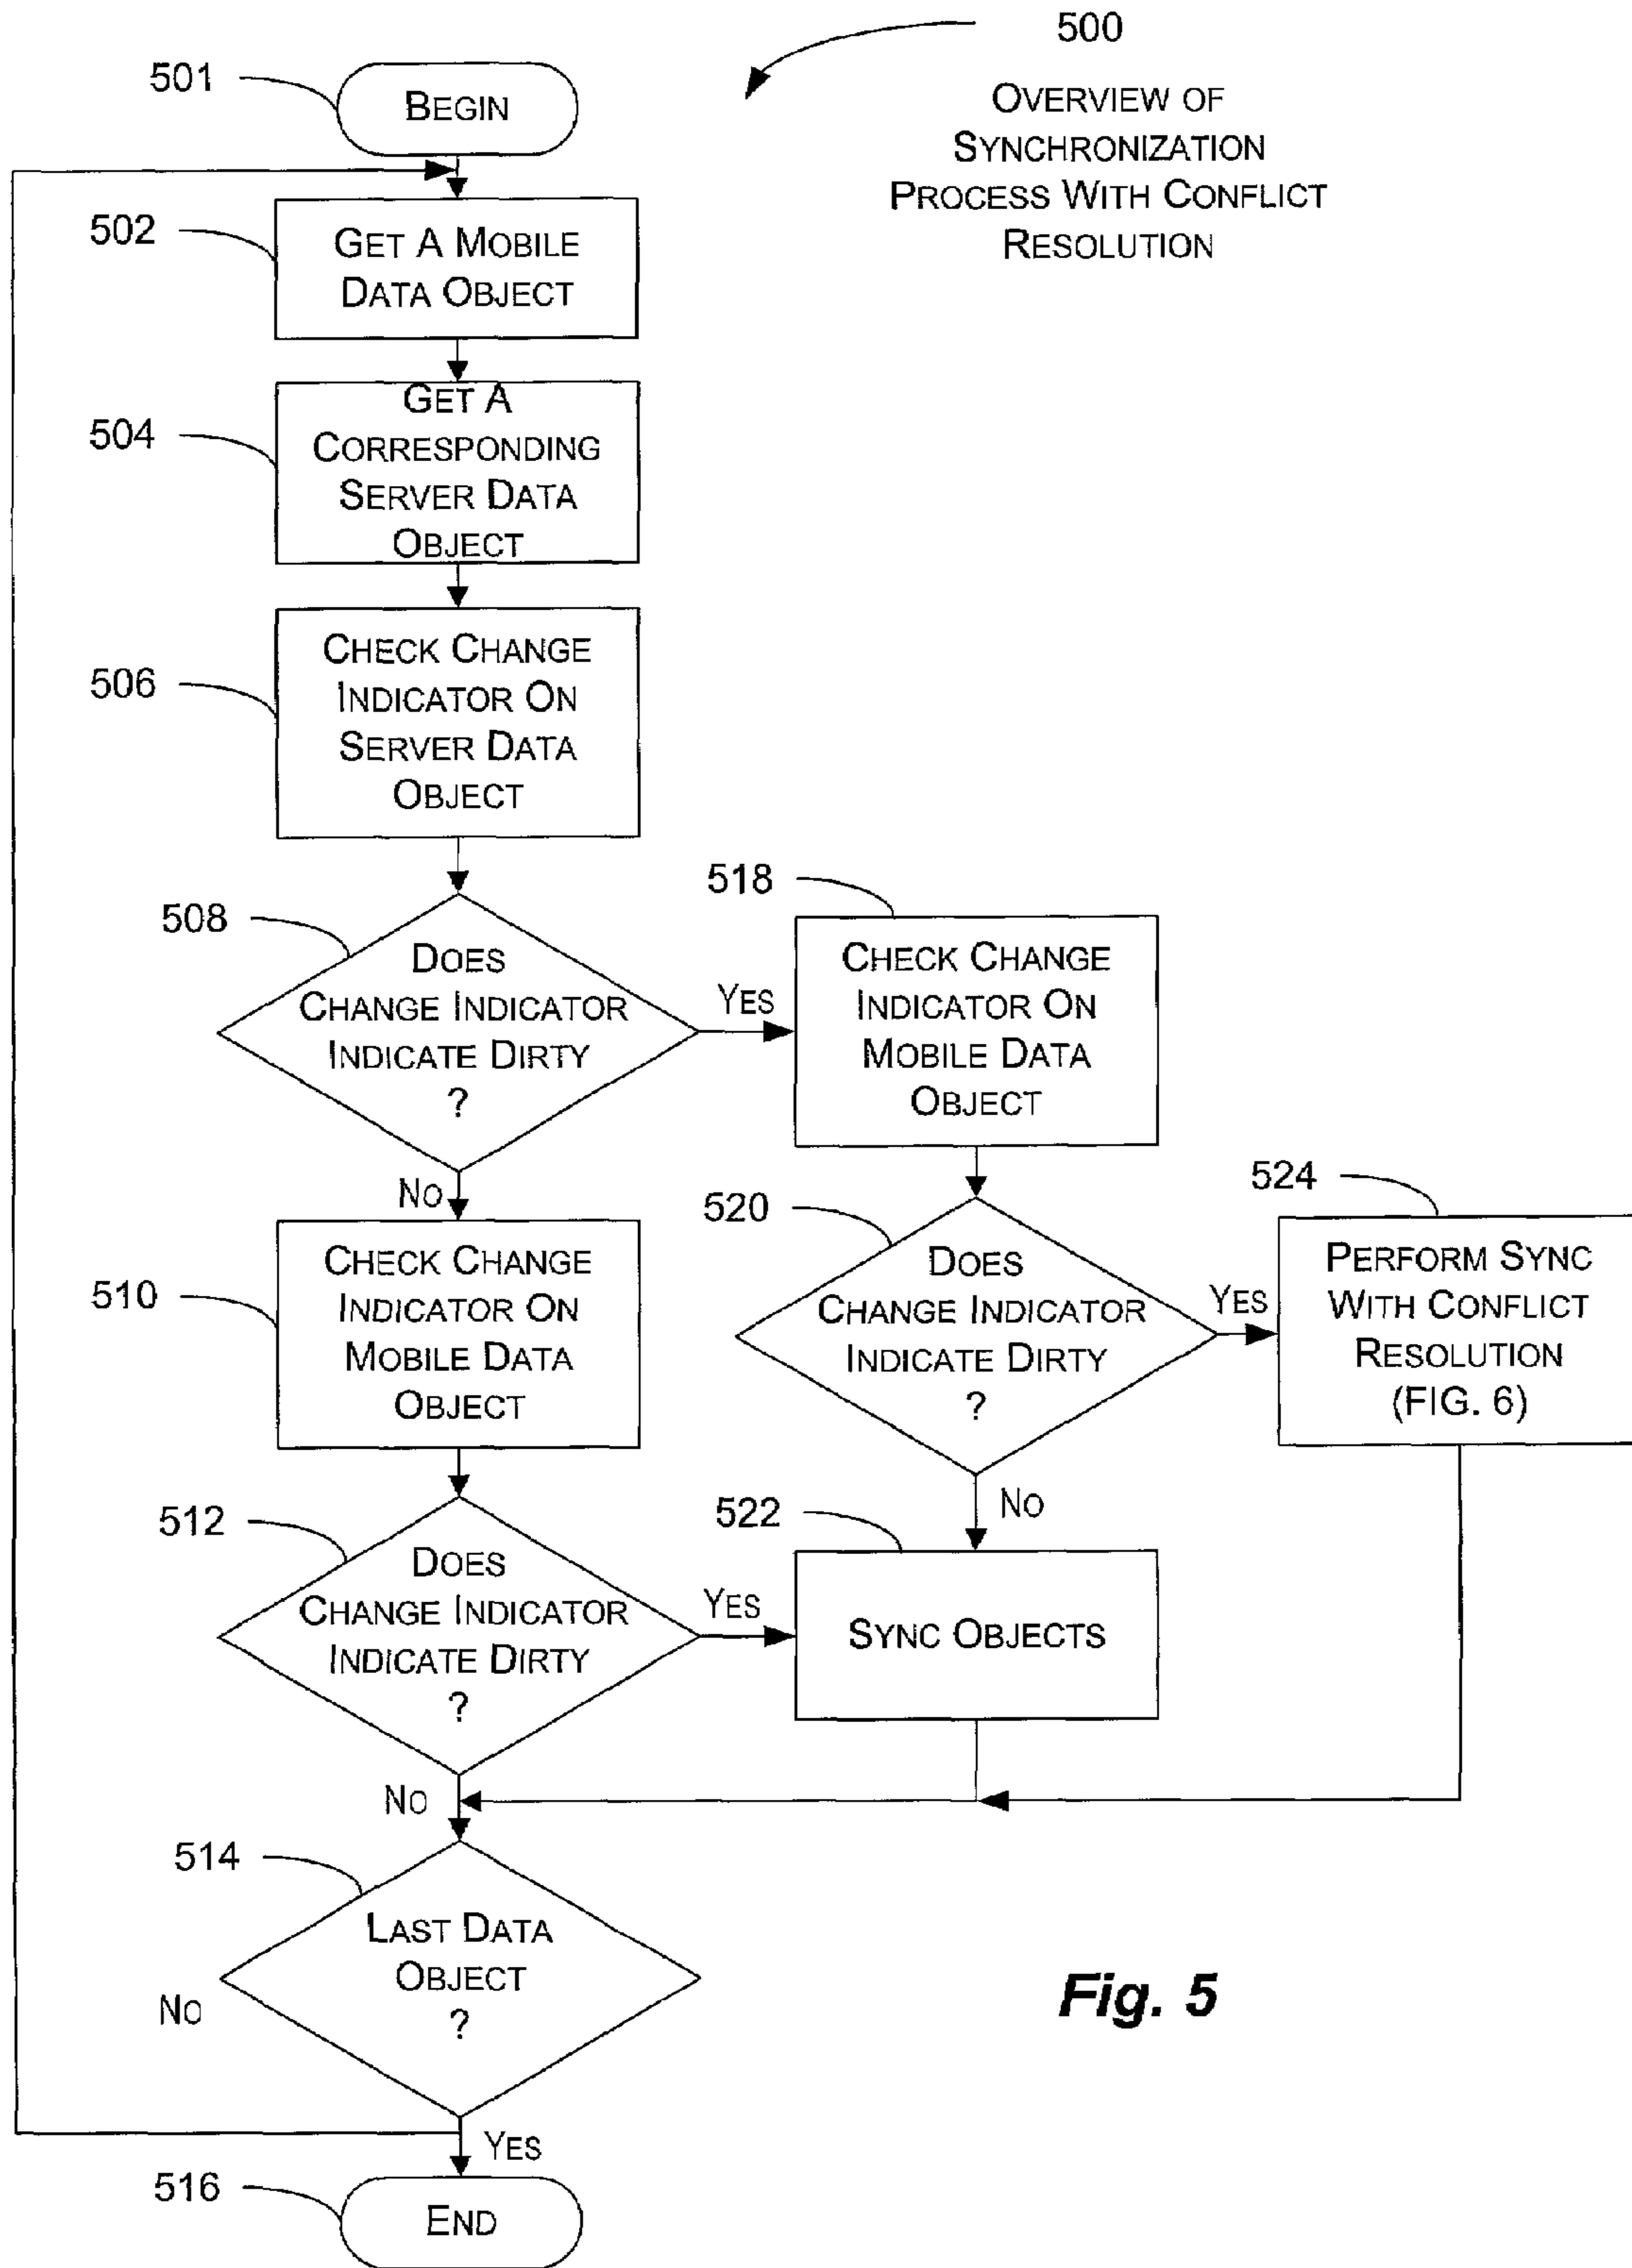 500
OVERVIEW OF
SYNCHRONIZATION
PROCESS WITH CONFLICT
RESOLUTION
501
BEGIN
502
GET A MOBILE
DATA OBJECT
504
GET A
CORRESPONDING
SERVER DATA
OBJECT
506
CHECK CHANGE
INDICATOR ON
SERVER DATA
OBJECT
508
DOES
CHANGE INDICATOR
INDICATE DIRTY
?
YES
NO
518
CHECK CHANGE
INDICATOR ON
MOBILE DATA
OBJECT
510
CHECK CHANGE
INDICATOR ON
MOBILE DATA
OBJECT
520
DOES
CHANGE INDICATOR
INDICATE DIRTY
?
YES
NO
524
PERFORM SYNC
WITH CONFLICT
RESOLUTION
(FIG. 6)
512
DOES
CHANGE INDICATOR
INDICATE DIRTY
?
YES
NO
522
SYNC OBJECTS
514
LAST DATA
OBJECT
?
NO
YES
516
END
Fig. 5